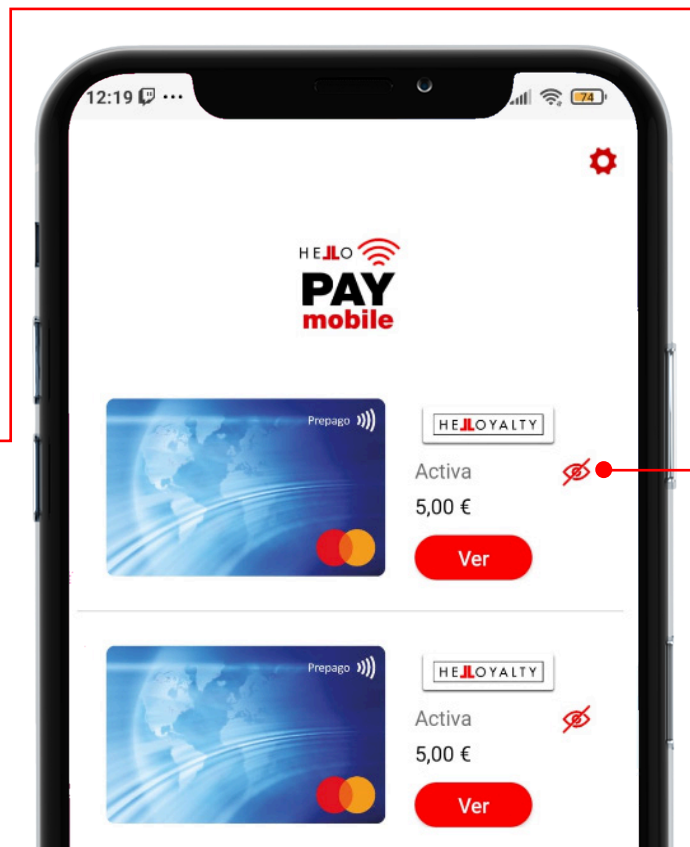 12:19
74
HELLO
PAY
mobile
Prepago
HELLOYALTY
Activa
5,00 €
Ver
Prepago
HELLOYALTY
Activa
5,00 €
Ver